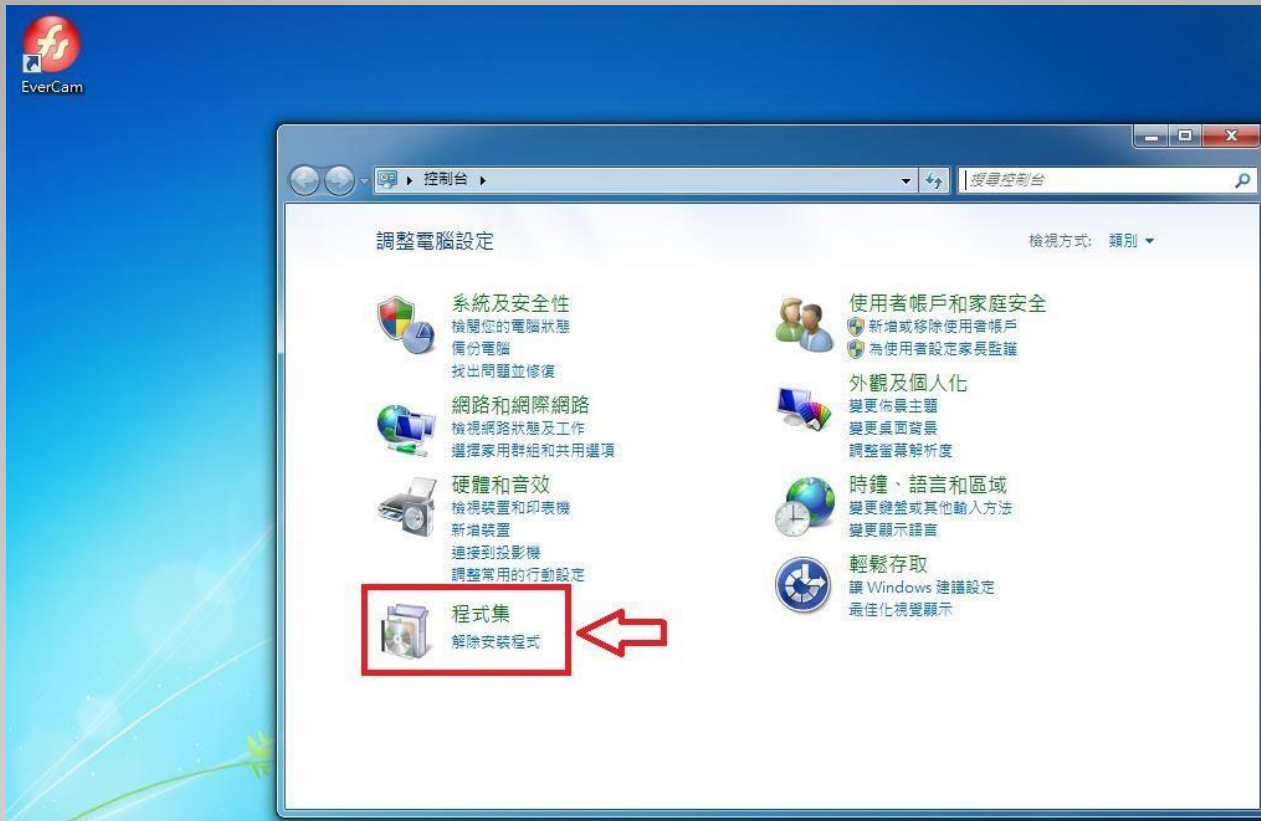 EverCam
控制台
搜尋控制台
調整電腦設定
檢視方式: 類別
系統及安全性
檢閱您的電腦狀態
備份電腦
找出問題並修復
網路和網際網路
檢視網路狀態及工作
選擇家用群組和共用選項
硬體和音效
檢視裝置和印表機
新增裝置
連接到投影機
調整常用的行動設定
程式集
解除安裝程式
使用者帳戶和家庭安全
新增或移除使用者帳戶
為使用者設定家長監護
外觀及個人化
變更佈景主題
變更桌面背景
調整螢幕解析度
時鐘、語言和區域
變更鍵盤或其他輸入方法
變更顯示語言
輕鬆存取
讓 Windows 建議設定
最佳化視覺顯示